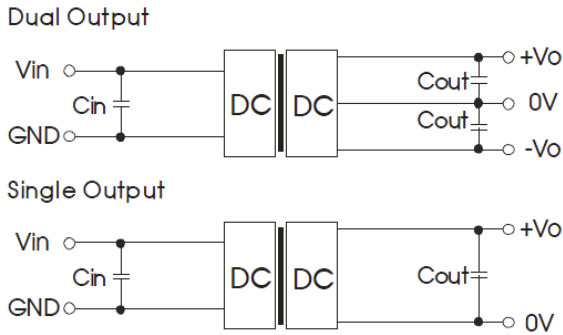 Dual Output
Vin
Cin
GND
DC DC
Cout
Cout
+Vo
0V
-Vo
Single Output
Vin
Cin
GND
DC DC
Cout
+Vo
0V